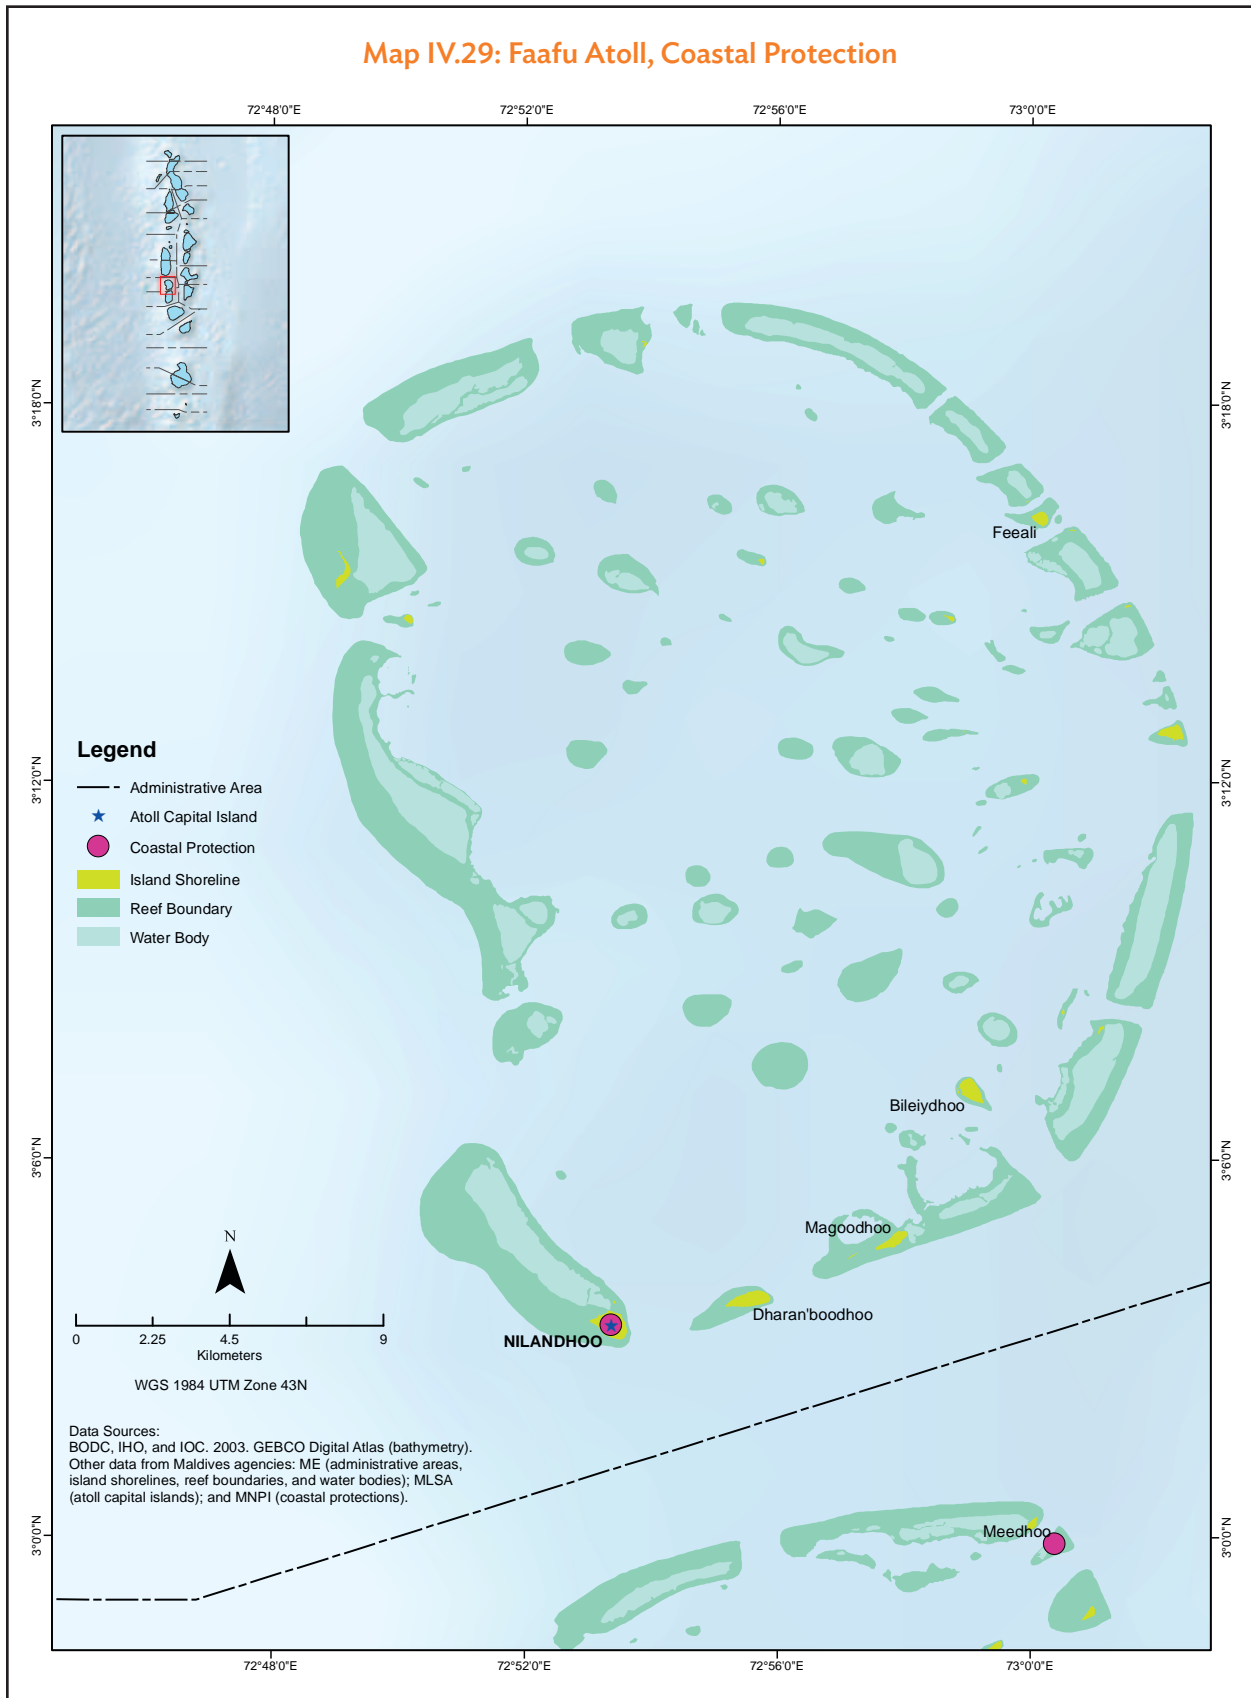 Map IV.29: Faafu Atoll, Coastal Protection
72°48'0"E
72°52'0"E
72°56'0"E
73°0'0"E
3°18'0"N
3°18'0"N
Feeali
Legend
Administrative Area
Atoll Capital Island
Coastal Protection
Island Shoreline
Reef Boundary
Water Body
3°12'0"N
3°12'0"N
Bileiydhoo
3°6'0"N
3°6'0"N
Magoodhoo
Dharan'boodhoo
NILANDHOO
N
0 2.25 4.5 9
Kilometers
WGS 1984 UTM Zone 43N
Data Sources:
BODC, IHO, and IOC. 2003. GEBCO Digital Atlas (bathymetry).
Other data from Maldives agencies: ME (administrative areas,
island shorelines, reef boundaries, and water bodies); MLSA
(atoll capital islands); and MNPI (coastal protections).
Meedhoo
3°0'0"N
3°0'0"N
72°48'0"E
72°52'0"E
72°56'0"E
73°0'0"E